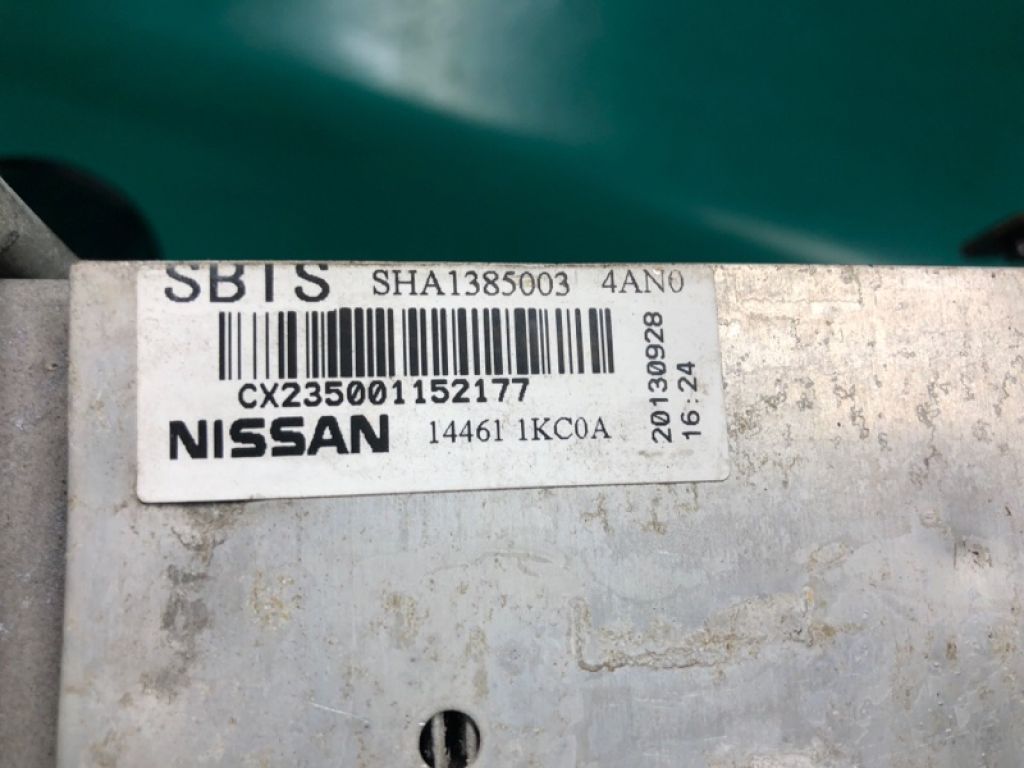 SBTS SHA1385003 4AN0
CX235001152177
NISSAN 14461 1KC0A
20130928
16:24